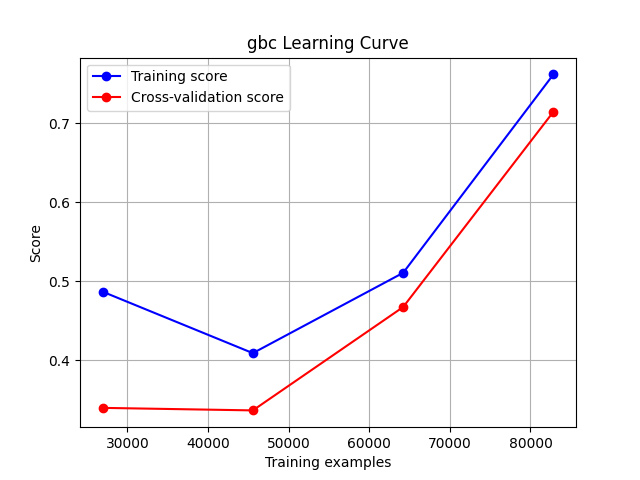 gbc Learning Curve
Training score
Cross-validation score
0.7
0.6
0.5
0.4
Score
30000 40000 50000 60000 70000 80000
Training examples